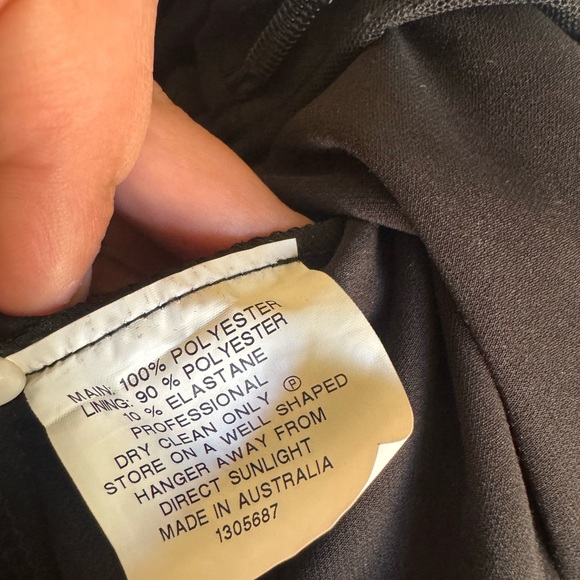 MAIN: 100% POLYESTER
LINING: 90 % POLYESTER
10 % ELASTANE
PROFESSIONAL
DRY CLEAN ONLY Ⓟ
STORE ON A WELL SHAPED
HANGER AWAY FROM
DIRECT SUNLIGHT
MADE IN AUSTRALIA
1305687